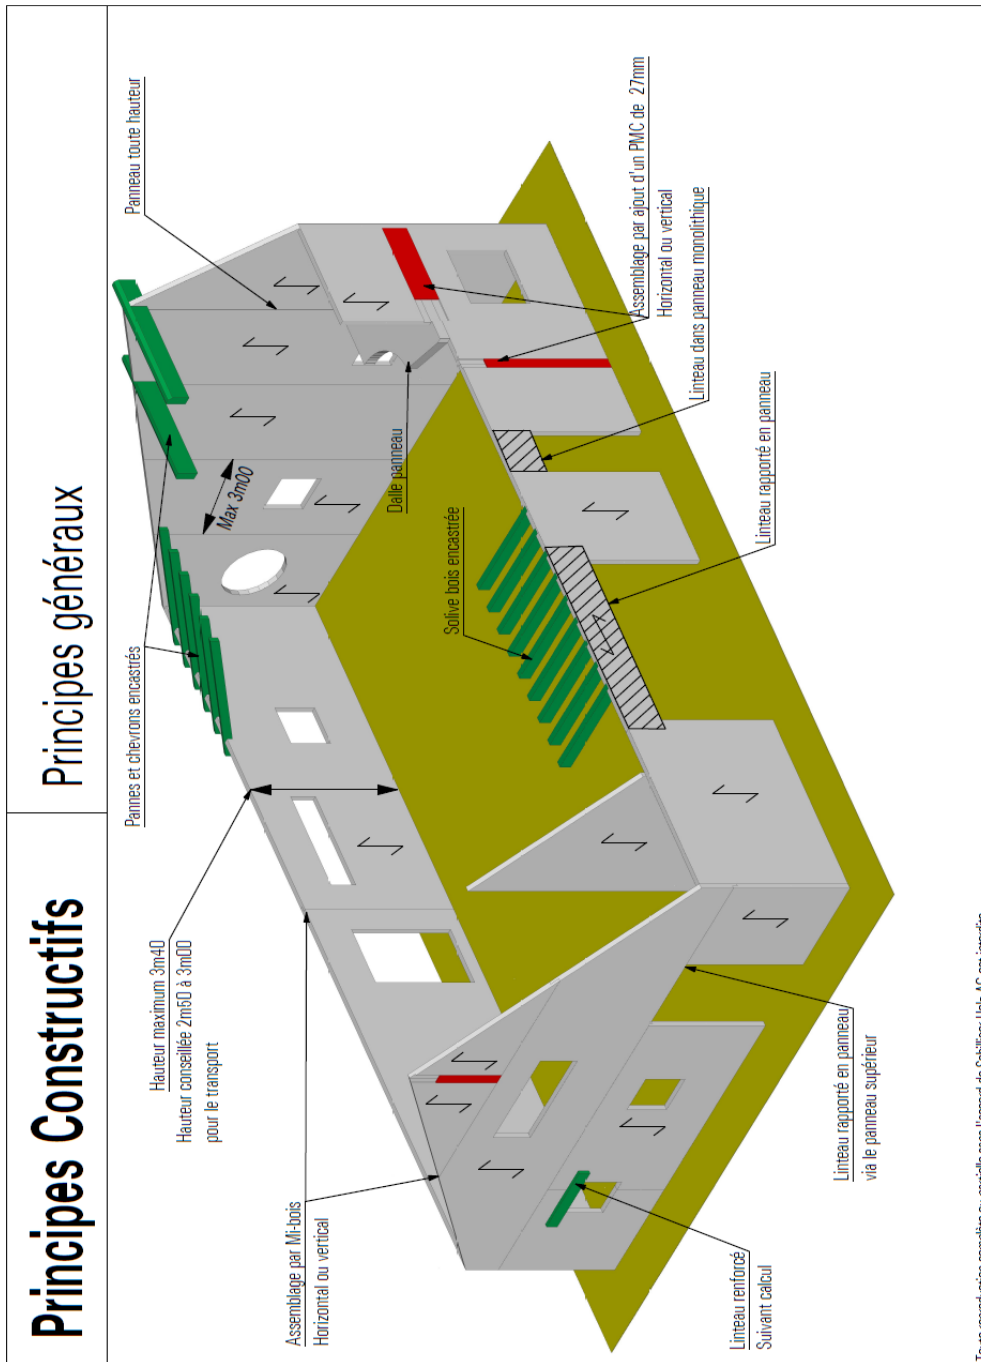 Principes Constructifs
Principes généraux
Hauteur maximum 3m40
Hauteur conseillée 2m50 à 3m00
pour le transport
Pannes et chevrons encastrés
Panneau toute hauteur
Max 3m00
Assemblage par Mi-bois
Horizontal ou vertical
Solive bois encastrée
Dalle panneau
Assemblage par ajout d'un PMC de 27mm
Horizontal ou vertical
Linteau dans panneau monolithique
Linteau rapporté en panneau
Linteau renforcé
Suivant calcul
Linteau rapporté en panneau
via le panneau supérieur